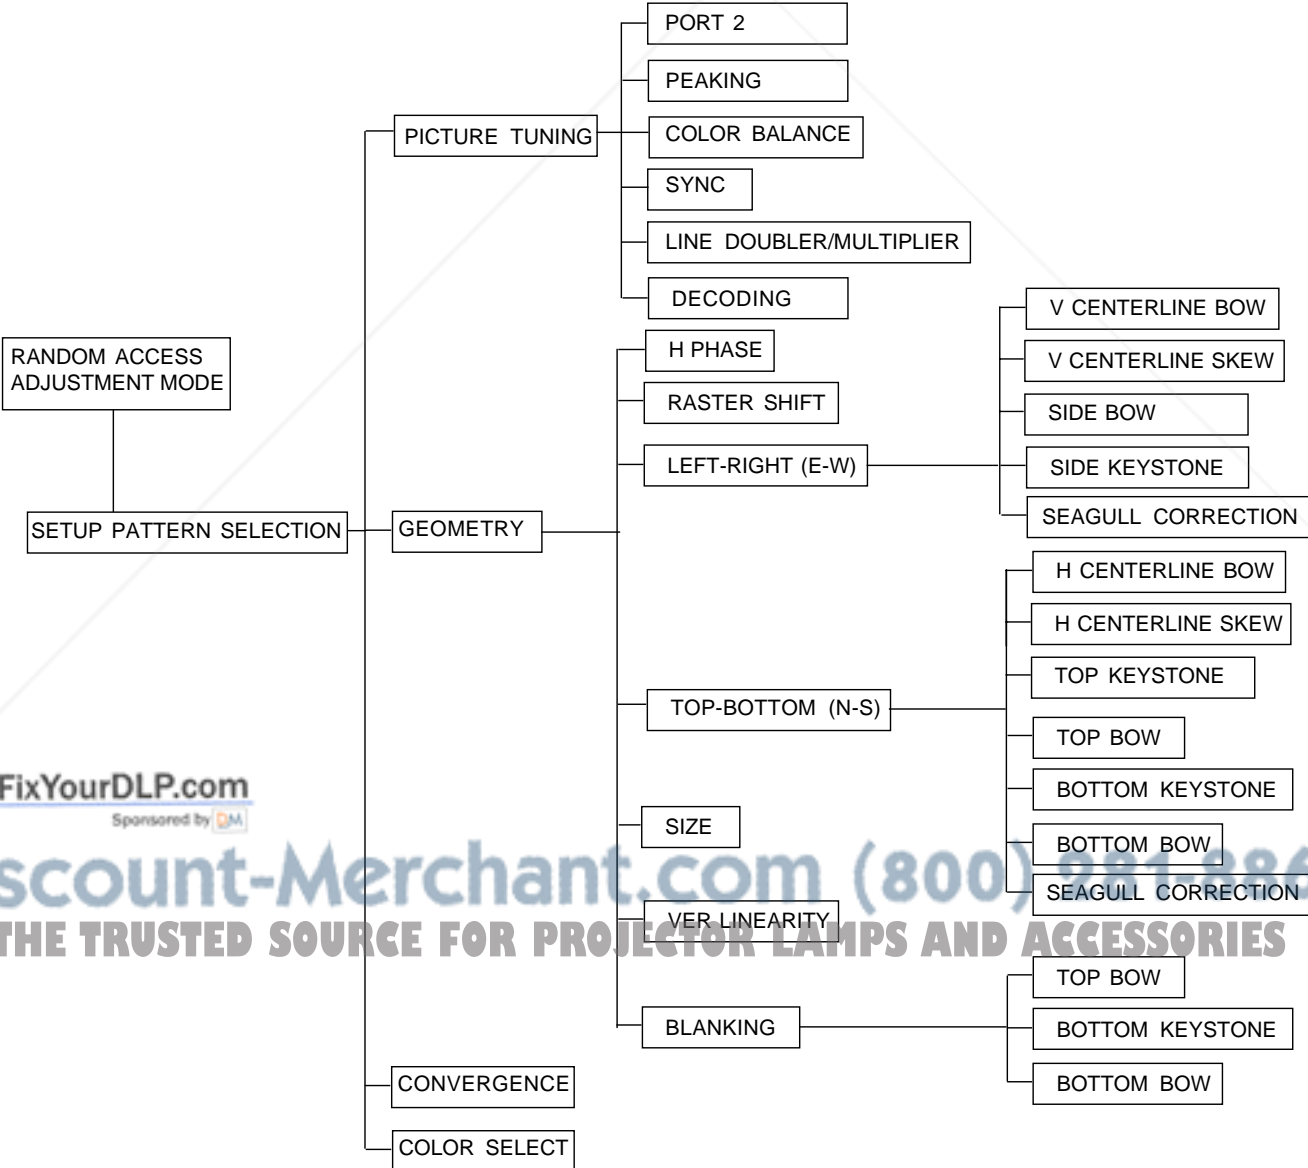 PORT 2
PEAKING
PICTURE TUNING
COLOR BALANCE
SYNC
LINE DOUBLER/MULTIPLIER
DECODING
V CENTERLINE BOW
RANDOM ACCESS
ADJUSTMENT MODE
H PHASE
V CENTERLINE SKEW
RASTER SHIFT
SIDE BOW
LEFT-RIGHT (E-W)
SIDE KEYSTONE
SETUP PATTERN SELECTION
GEOMETRY
SEAGULL CORRECTION
H CENTERLINE BOW
H CENTERLINE SKEW
TOP KEYSTONE
TOP-BOTTOM (N-S)
TOP BOW
FixYourDLP.com
BOTTOM KEYSTONE
Sponsored by DM
SIZE
BOTTOM BOW
scount-Merchant.com (800) 281-886
SEAGULL CORRECTION
VER LINEARITY
THE TRUSTED SOURCE FOR PROJECTOR LAMPS AND ACCESSORIES
TOP BOW
BLANKING
BOTTOM KEYSTONE
CONVERGENCE
BOTTOM BOW
COLOR SELECT